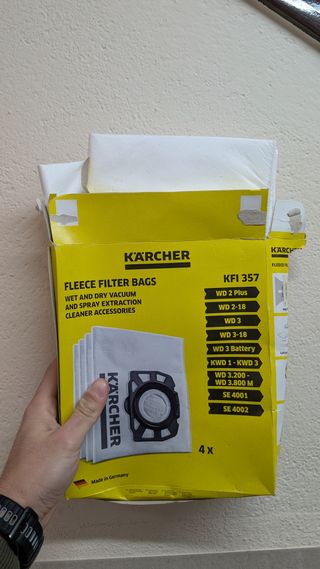 KÄRCHER
FLEECE FILTER BAGS
KFI 357
WET AND DRY VACUUM
AND SPRAY EXTRACTION
CLEANER ACCESSORIES
WD 2 Plus
WD 2-18
WD 3
WD 3-18
WD 3 Battery
KWD 1 - KWD 3
WD 3.200 -
WD 3.800 M
SE 4001
SE 4002
KÄRCHER
4 x
Made in Germany